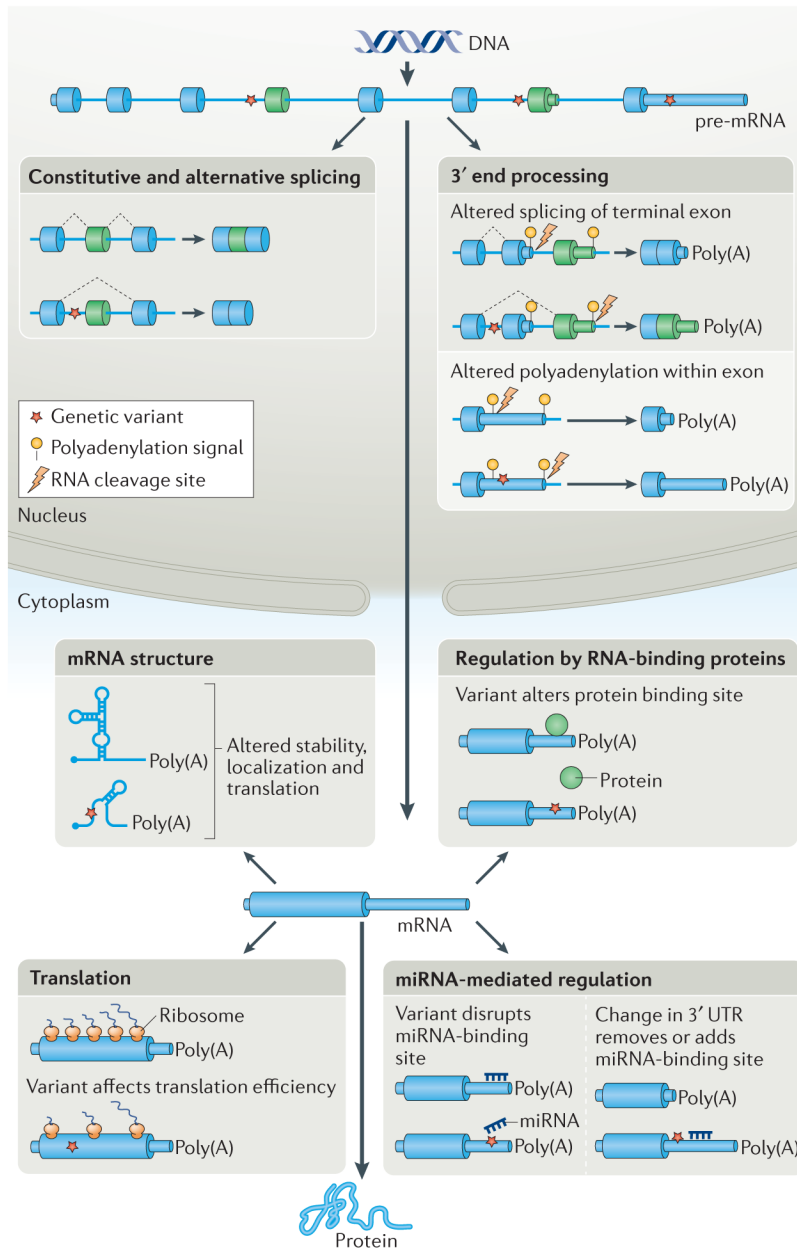 DNA
pre-mRNA
Constitutive and alternative splicing
3′ end processing
Altered splicing of terminal exon
Poly(A)
Poly(A)
Altered polyadenylation within exon
Poly(A)
Poly(A)
Genetic variant
Polyadenylation signal
RNA cleavage site
Nucleus
Cytoplasm
mRNA structure
Poly(A)
Poly(A)
Altered stability,
localization and
translation
Regulation by RNA-binding proteins
Variant alters protein binding site
Poly(A)
Protein
Poly(A)
mRNA
Translation
Ribosome
Poly(A)
Variant affects translation efficiency
Poly(A)
miRNA-mediated regulation
Variant disrupts
miRNA-binding
site
Poly(A)
miRNA
Poly(A)
Change in 3′ UTR
removes or adds
miRNA-binding site
Poly(A)
Poly(A)
Protein